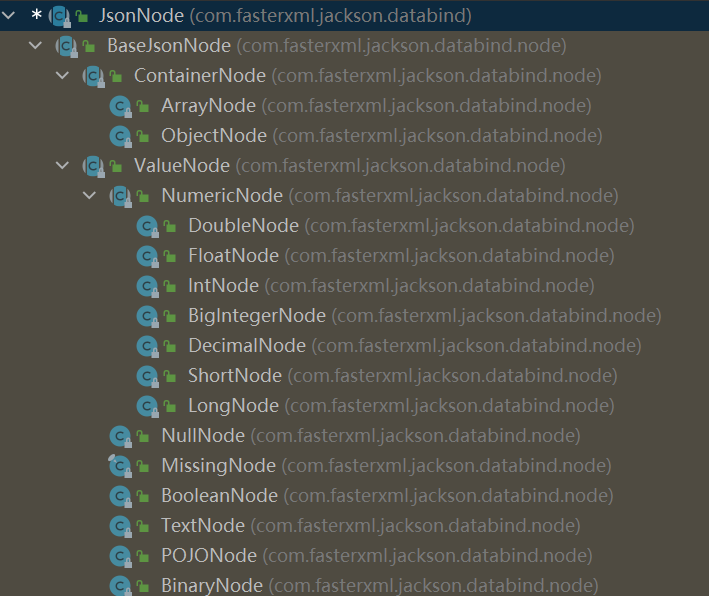 * JsonNode (com.fasterxml.jackson.databind)
BaseJsonNode (com.fasterxml.jackson.databind.node)
ContainerNode (com.fasterxml.jackson.databind.node)
ArrayNode (com.fasterxml.jackson.databind.node)
ObjectNode (com.fasterxml.jackson.databind.node)
ValueNode (com.fasterxml.jackson.databind.node)
NumericNode (com.fasterxml.jackson.databind.node)
DoubleNode (com.fasterxml.jackson.databind.node)
FloatNode (com.fasterxml.jackson.databind.node)
IntNode (com.fasterxml.jackson.databind.node)
BigIntegerNode (com.fasterxml.jackson.databind.node)
DecimalNode (com.fasterxml.jackson.databind.node)
ShortNode (com.fasterxml.jackson.databind.node)
LongNode (com.fasterxml.jackson.databind.node)
NullNode (com.fasterxml.jackson.databind.node)
MissingNode (com.fasterxml.jackson.databind.node)
BooleanNode (com.fasterxml.jackson.databind.node)
TextNode (com.fasterxml.jackson.databind.node)
POJONode (com.fasterxml.jackson.databind.node)
BinaryNode (com.fasterxml.jackson.databind.node)